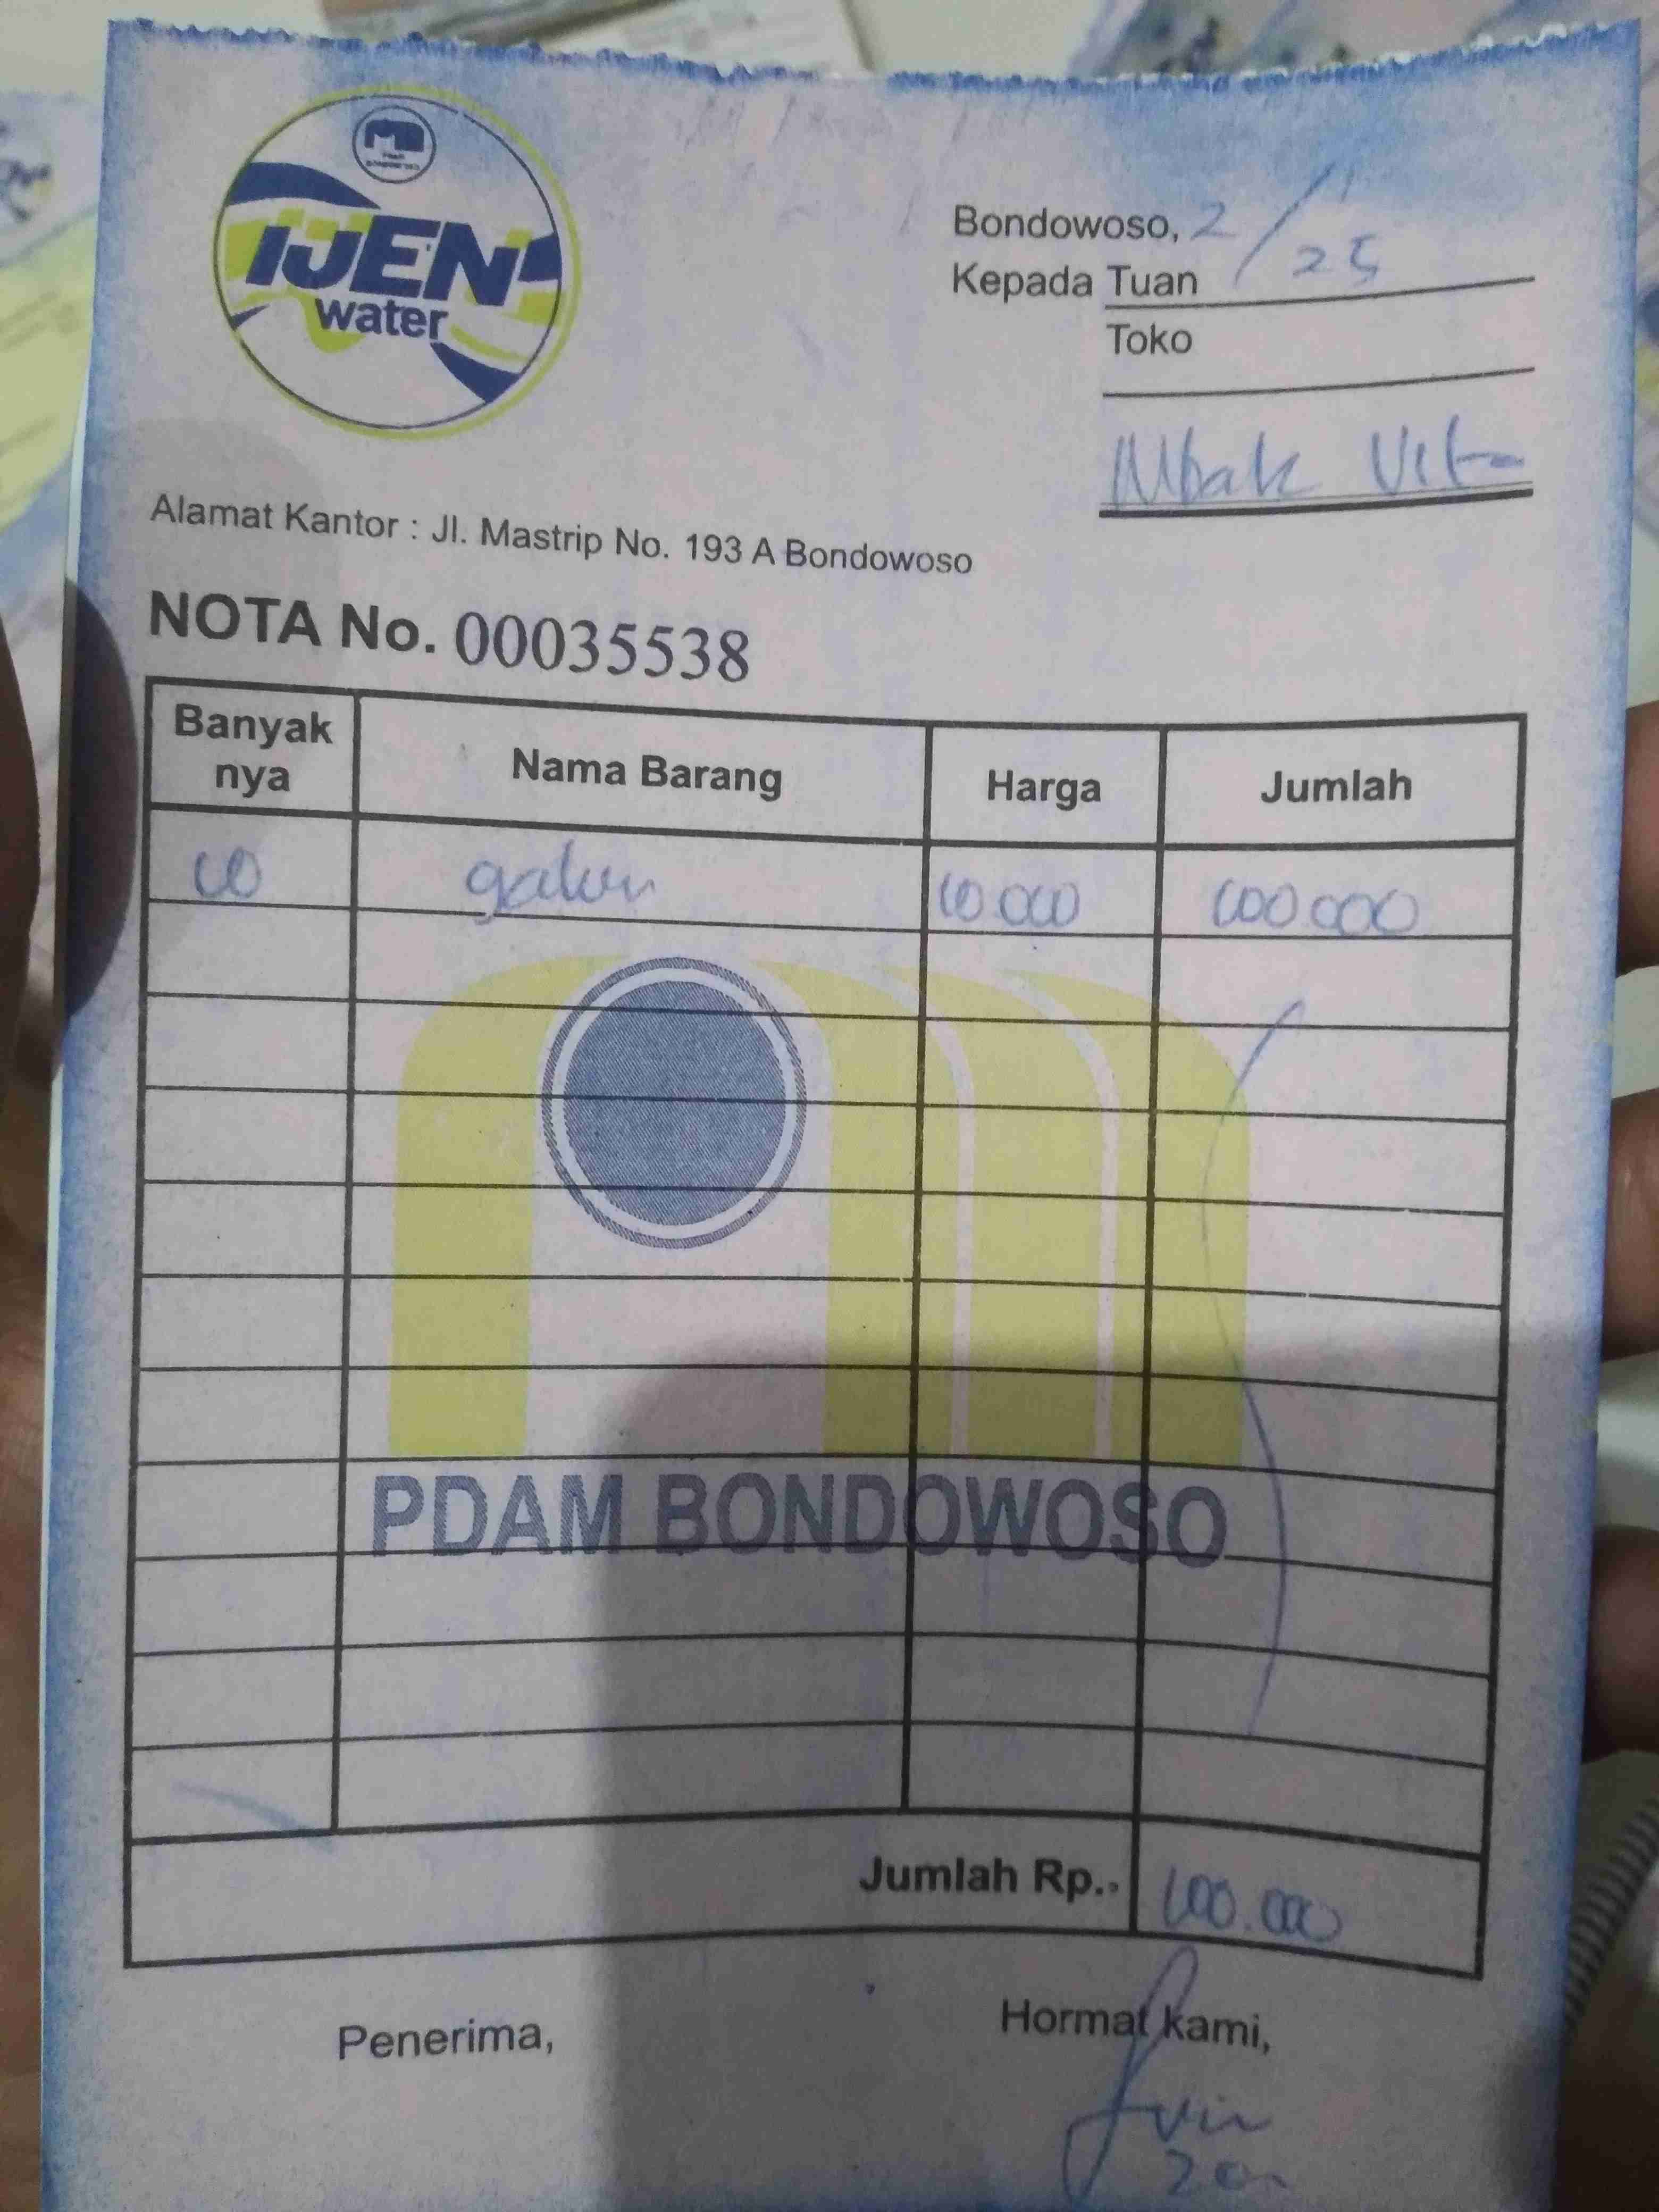 IJEN
water
Bondowoso, 2 / 25
Kepada Tuan
Toko
Mbak Vita
Alamat Kantor : Jl. Mastrip No. 193 A Bondowoso
NOTA No. 00035538
Banyak nya Nama Barang Harga Jumlah
10 galon 10.000 100.000
PDAM BONDOWOSO
Jumlah Rp.. 100.000
Penerima, Hormat kami,